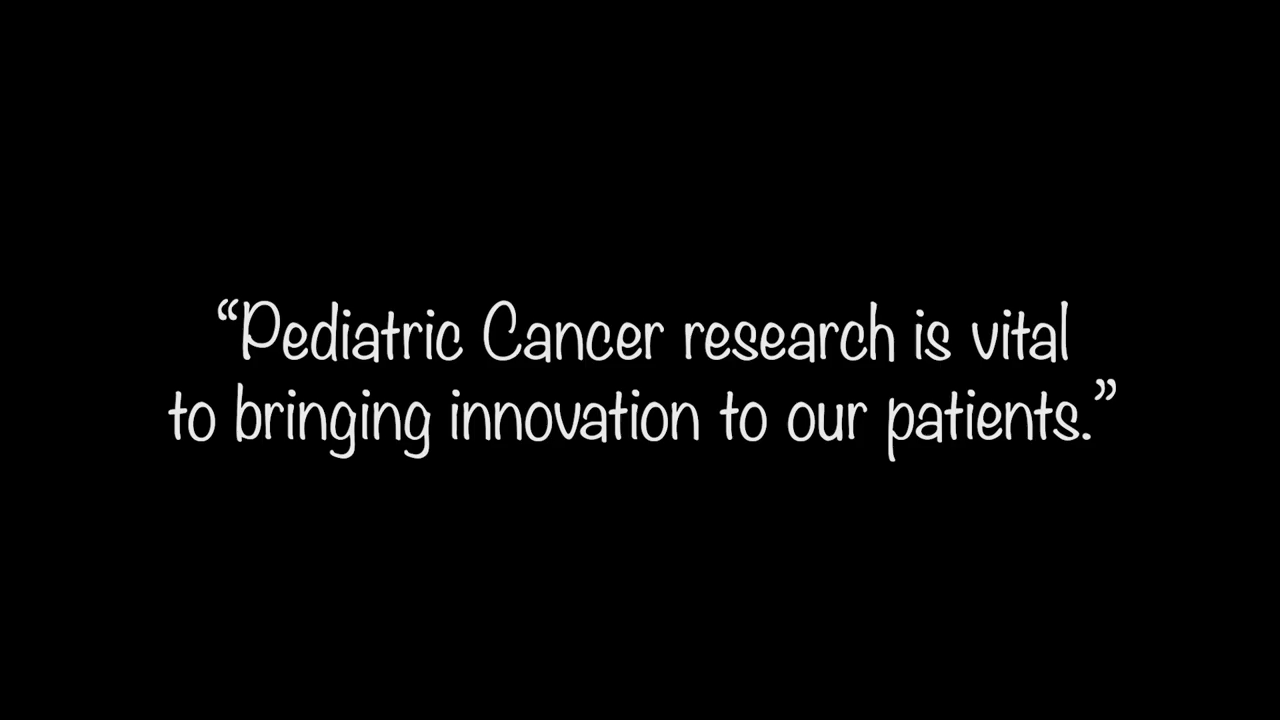 “Pediatric Cancer research is vital
to bringing innovation to our patients.”